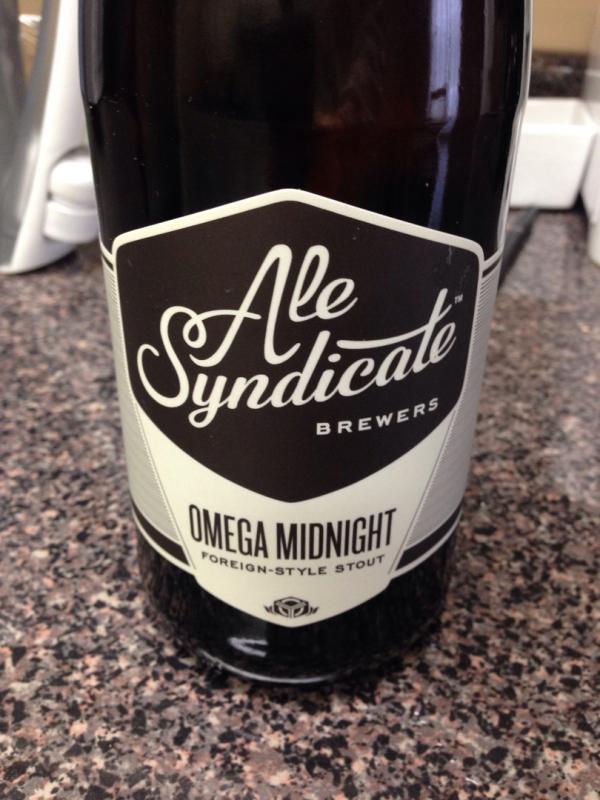 Ale
Syndicate™
BREWERS
OMEGA MIDNIGHT
FOREIGN-STYLE STOUT